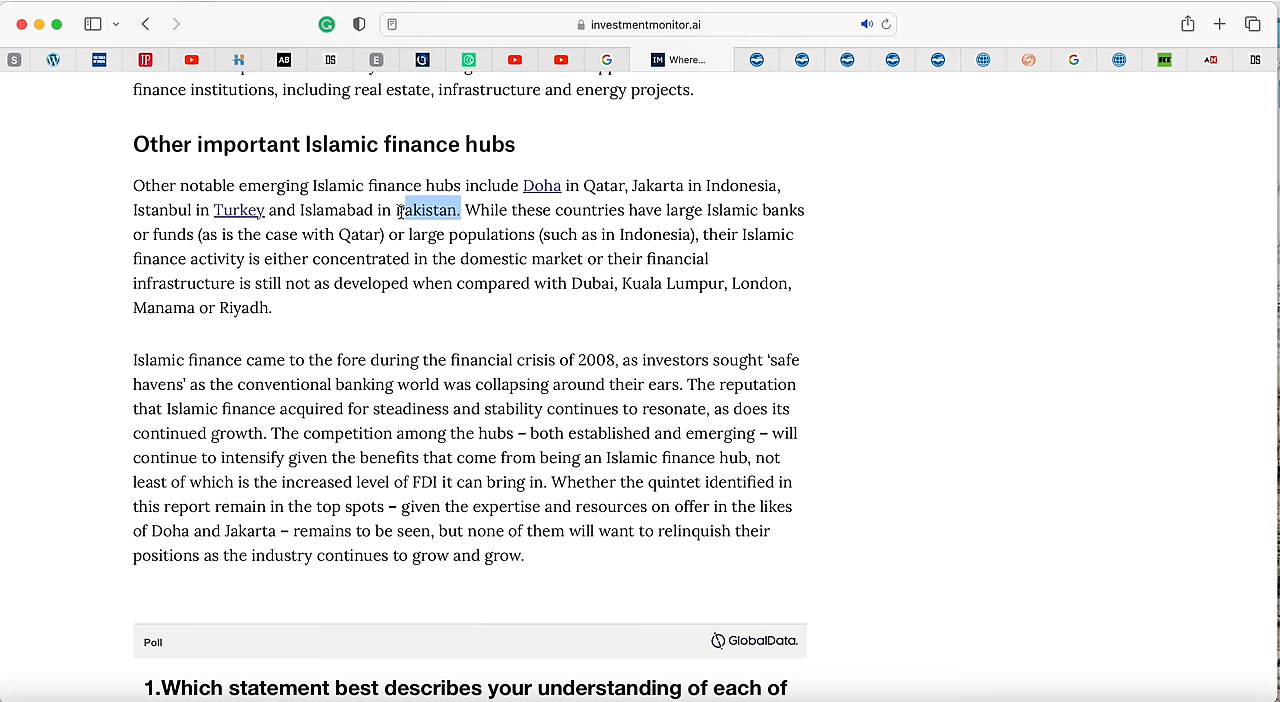 investmentmonitor.ai
S
JP
H
AB
DS
E
G
IM Where...
G
RT
AN
DS
finance institutions, including real estate, infrastructure and energy projects.
Other important Islamic finance hubs
Other notable emerging Islamic finance hubs include Doha in Qatar, Jakarta in Indonesia,
Istanbul in Turkey and Islamabad in Pakistan. While these countries have large Islamic banks
or funds (as is the case with Qatar) or large populations (such as in Indonesia), their Islamic
finance activity is either concentrated in the domestic market or their financial
infrastructure is still not as developed when compared with Dubai, Kuala Lumpur, London,
Manama or Riyadh.
Islamic finance came to the fore during the financial crisis of 2008, as investors sought ‘safe
havens’ as the conventional banking world was collapsing around their ears. The reputation
that Islamic finance acquired for steadiness and stability continues to resonate, as does its
continued growth. The competition among the hubs – both established and emerging – will
continue to intensify given the benefits that come from being an Islamic finance hub, not
least of which is the increased level of FDI it can bring in. Whether the quintet identified in
this report remain in the top spots – given the expertise and resources on offer in the likes
of Doha and Jakarta – remains to be seen, but none of them will want to relinquish their
positions as the industry continues to grow and grow.
Poll
GlobalData.
1.Which statement best describes your understanding of each of